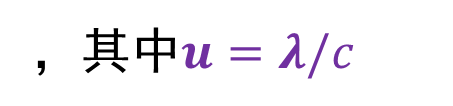 ，其中u = λ/c